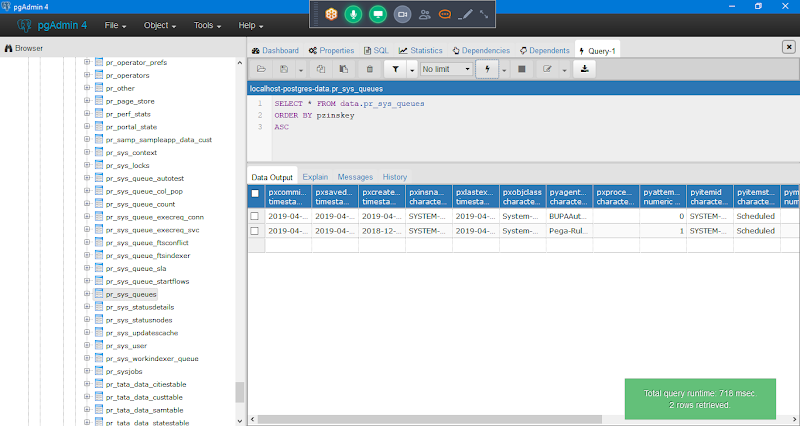 pgAdmin 4
pgAdmin 4 File Object Tools Help
Browser
Dashboard Properties SQL Statistics Dependencies Dependents Query-1
No limit
localhost-postgres-data.pr_sys_queues
1 SELECT * FROM data.pr_sys_queues
2 ORDER BY pzinskey
3 ASC
pr_operator_prefs
pr_operators
pr_other
pr_page_store
pr_perf_stats
pr_portal_state
pr_samp_sampleapp_data_cust
pr_sys_context
pr_sys_locks
pr_sys_queue_autotest
pr_sys_queue_col_pop
pr_sys_queue_count
pr_sys_queue_execreq_conn
pr_sys_queue_execreq_svc
pr_sys_queue_ftsconflict
pr_sys_queue_ftsindexer
pr_sys_queue_sla
pr_sys_queue_startflows
pr_sys_queues
pr_sys_statusdetails
pr_sys_statusnodes
pr_sys_updatescache
pr_sys_user
pr_sys_workindexer_queue
pr_sysjobs
pr_tata_data_citiestable
pr_tata_data_custtable
pr_tata_data_samtable
pr_tata_data_statestable
Data Output Explain Messages History
pxcommi... pxsaved... pxcreate... pxinsna... pxlastex... pxobjclass pyagent... pxproce... pyattem... pyitemid pyitemst... pym
timesta... timesta... timesta... characte... timesta... characte... characte... characte... numeric ... characte... characte... num
2019-04-... 2019-04-... 2019-04-... SYSTEM-... 2019-04-... System-... BUPAAut... 0 SYSTEM-... Scheduled
2019-04-... 2019-04-... 2018-12-... SYSTEM-... 2019-04-... System-... Pega-Rul... 1 SYSTEM-... Scheduled
Total query runtime: 718 msec.
2 rows retrieved.